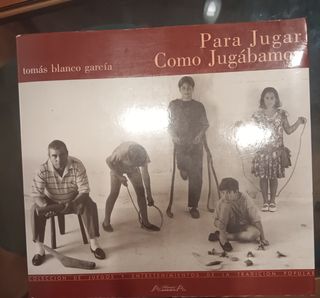 Para Jugar
tomás blanco garcía
Como Jugábamos
COLECCIÓN DE JUEGOS Y ENTRETENIMIENTOS DE LA TRADICIÓN POPULAR